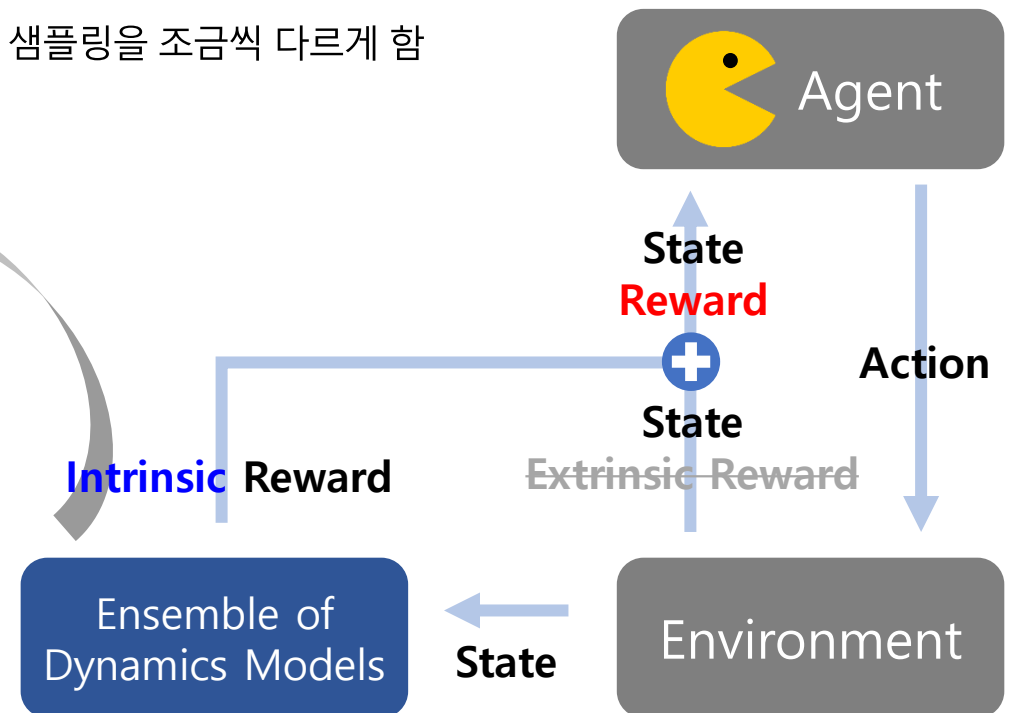 샘플링을 조금씩 다르게 함
Agent
State
Reward
Action
State
Extrinsic Reward
Intrinsic Reward
Ensemble of
Dynamics Models
State
Environment